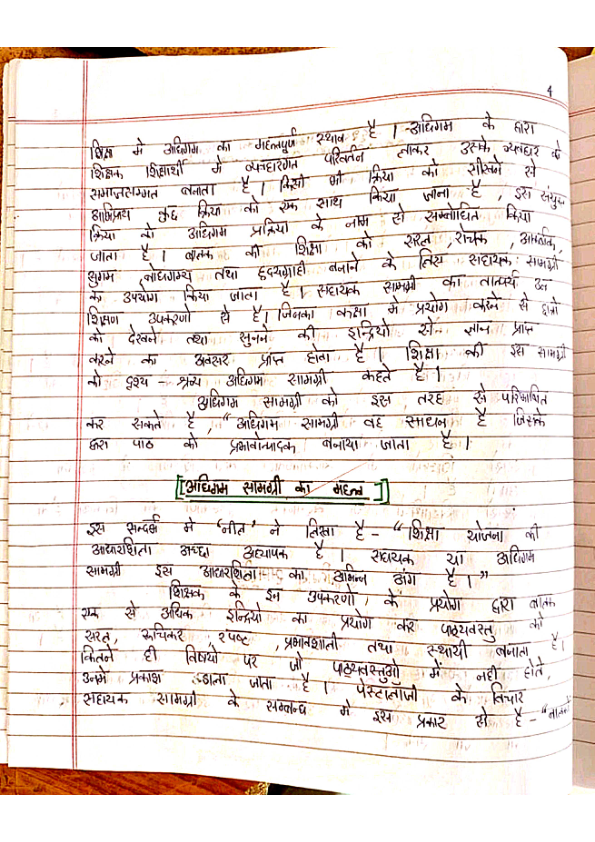 4
शिक्षा में अधिगम का महत्वपूर्ण स्थान है । अधिगम के द्वारा
शिक्षक शिक्षार्थी में व्यवहारगत परिवर्तन लाकर उसके व्यवहार को
समाजसम्मत बनाता है । किसी भी क्रिया को सीखने से
अभिप्राय कुछ क्रिया को एक साथ किया जाना है , इस संयुक्त
क्रिया को अधिगम प्रक्रिया के नाम से सम्बोधित किया
जाता है । बालक की शिक्षा को सरल, रोचक , आकर्षक,
सुगम , बोधगम्य तथा हृदयग्राही बनाने के लिए सहायक सामग्री
का उपयोग किया जाता है । सहायक सामग्री का तात्पर्य उन
शिक्षण उपकरणों से है। जिनका कक्षा में प्रयोग करने से छात्रो
को देखने तथा सुनने की इन्द्रियों से ज्ञान प्राप्त
करने का अवसर प्राप्त होता है । शिक्षा की इस सामग्री
को दृश्य - श्रव्य अधिगम सामग्री कहते है ।
अधिगम सामग्री को इस तरह से परिभाषित
कर सकते है , “अधिगम सामग्री वह साधन है जिसके
द्वारा पाठ को प्रभावोत्पादक बनाया जाता है ।
[अधिगम सामग्री का महत्व ]
इस सन्दर्भ में ‘नीत’ ने लिखा है - “ शिक्षा योजना की
आधारशिता अच्छा अध्यापक है । सहायक या अधिगम
सामग्री इस आधारशिता का अभिन्न अंग है । ”
शिक्षक के इन उपकरणो , के प्रयोग द्वारा बालक
एक से अधिक इन्द्रियों का प्रयोग कर पाठ्यवस्तु को
सरत, रूचिकर , स्पष्ट , प्रभावशाती तथा स्थायी बनाता है।
कितने ही विषयो पर जो पाठ्यवस्तुओ में नही होते,
उनमे प्रकाश डाता जाता है । पेस्टालाजी के विचार
सहायक सामग्री के सम्बन्ध मे इस प्रकार से है - “बालको